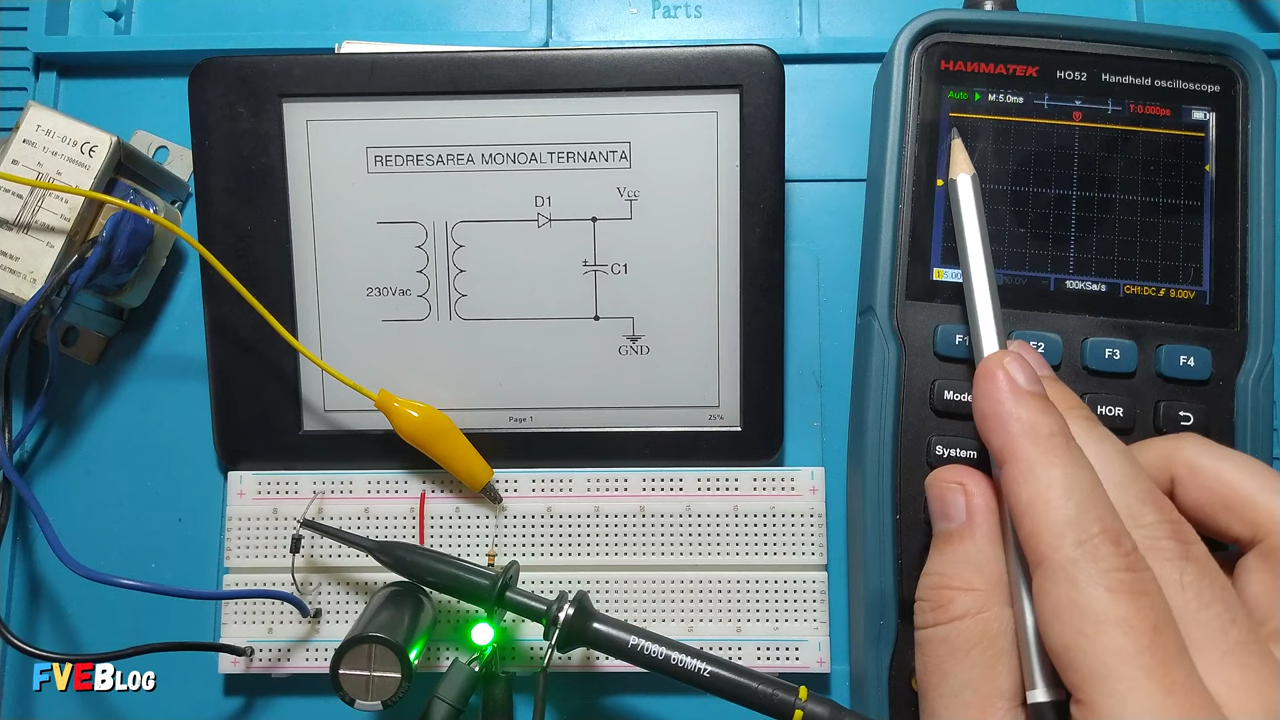 Parts
HANMATEK HO52 Handheld oscilloscope
Auto M:5.0ms T:0.000ps
T-H1-019 CE
REDRESAREA MONOALTERNANTA
D1
Vcc
+
C1
230Vac
GND
Page 1 25%
100KSa/s CH1:DC 9.00V
F1 F2 F3 F4
Mode HOR
System
P7060 60MHz
FVEBLOG